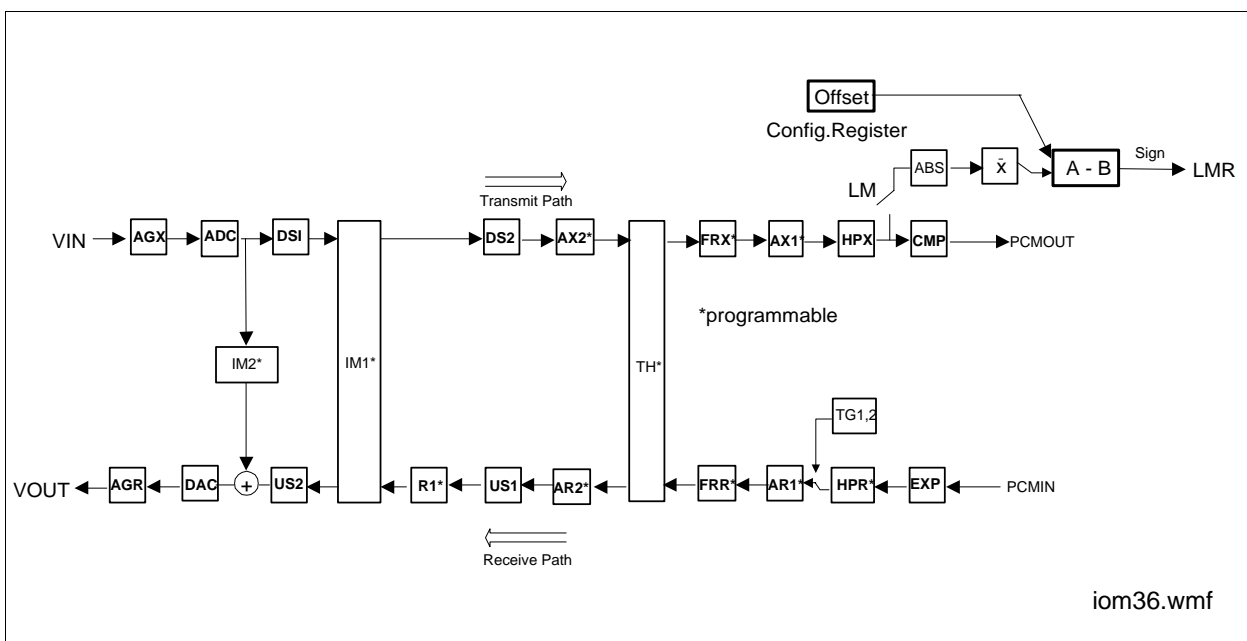 Offset
Config.Register
LM
ABS
x̄
A - B
Sign
LMR
Transmit Path
VIN
AGX
ADC
DSI
DS2
AX2*
FRX*
AX1*
HPX
CMP
PCMOUT
*programmable
IM2*
IM1*
TH*
TG1,2
VOUT
AGR
DAC
+
US2
R1*
US1
AR2*
FRR*
AR1*
HPR*
EXP
PCMIN
Receive Path
iom36.wmf